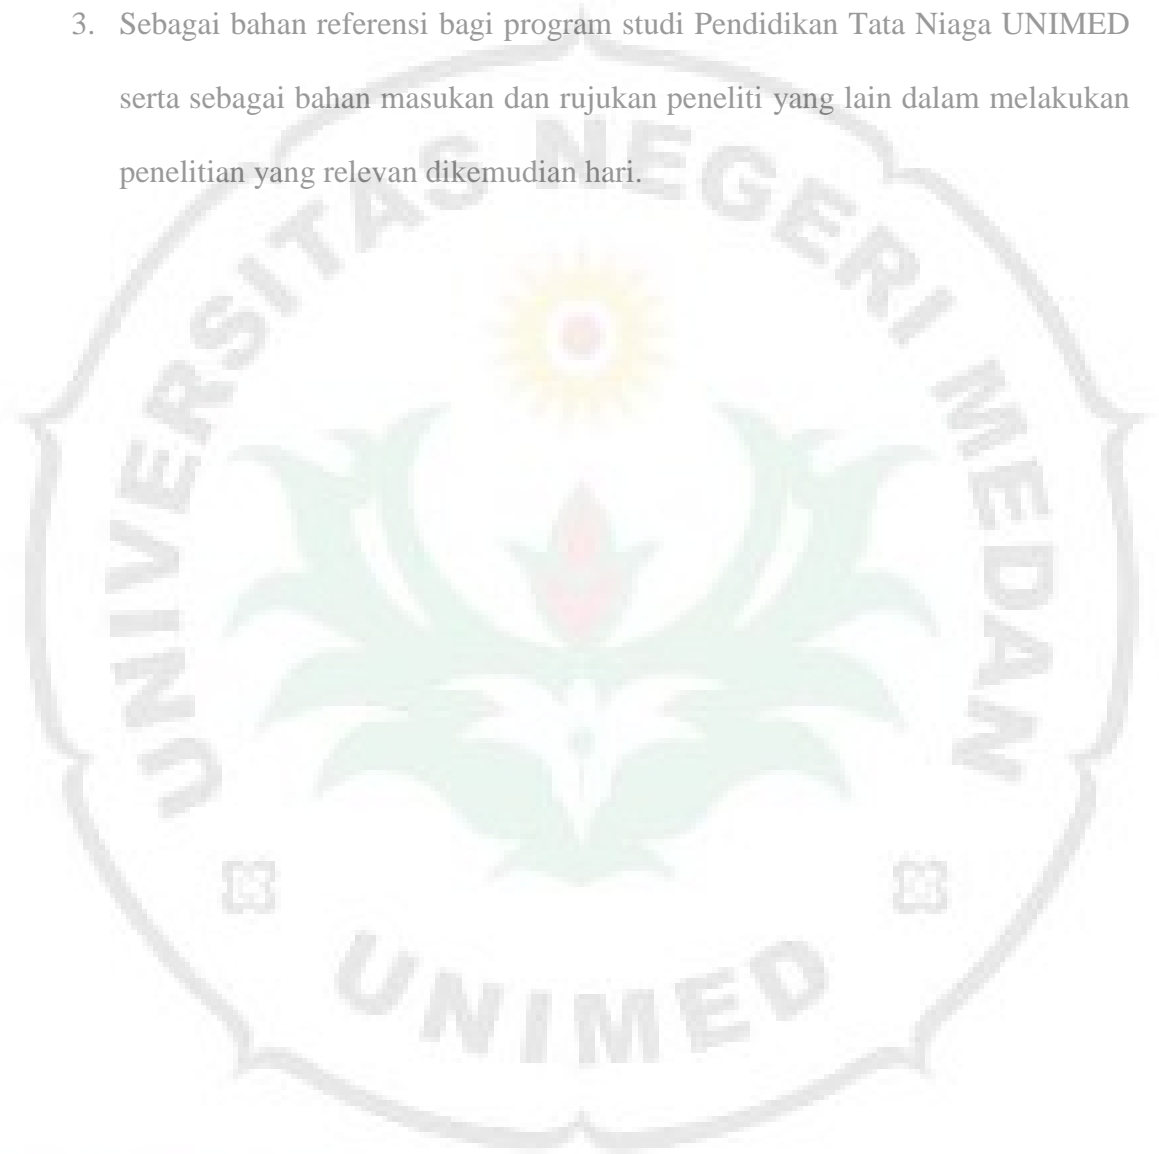 3. Sebagai bahan referensi bagi program studi Pendidikan Tata Niaga UNIMED
serta sebagai bahan masukan dan rujukan peneliti yang lain dalam melakukan
penelitian yang relevan dikemudian hari.
UNIVERSITAS NEGERI MEDAN
UNIMED